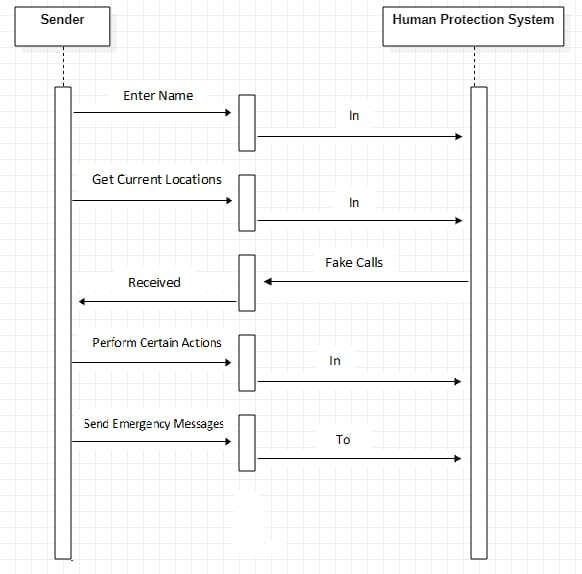 Sender
Human Protection System
Enter Name
In
Get Current Locations
In
Fake Calls
Received
Perform Certain Actions
In
Send Emergency Messages
To